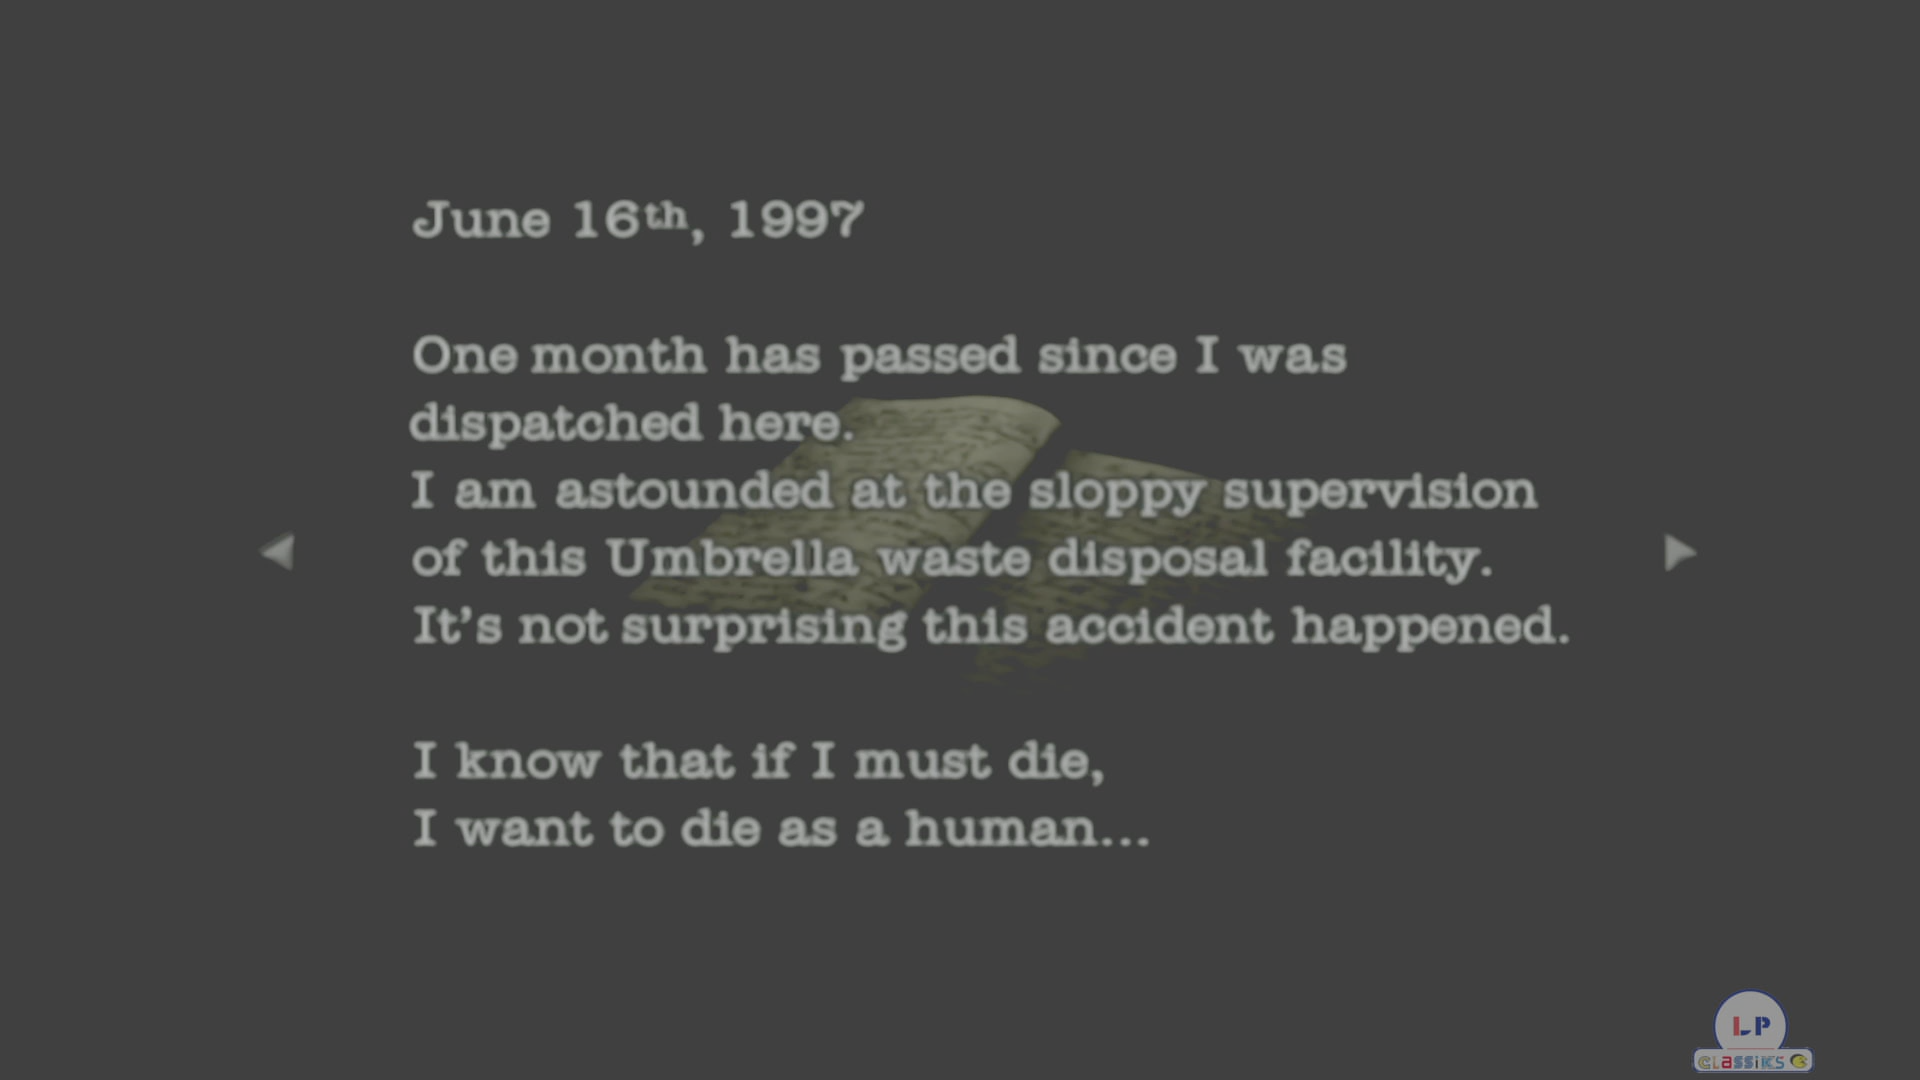 June 16th, 1997
One month has passed since I was
dispatched here.
I am astounded at the sloppy supervision
of this Umbrella waste disposal facility.
It's not surprising this accident happened.
I know that if I must die,
I want to die as a human...
LP
CLaSSiKS